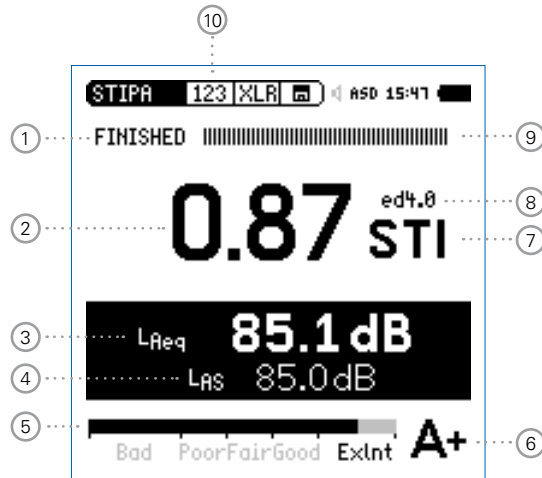 10
STIPA 123 XLR ASD 15:47
1 FINISHED 9
ed4.0 8
2 0.87 STI 7
3 LAeq 85.1 dB
4 LAS 85.0 dB
5 A+ 6
Bad Poor Fair Good Exlnt